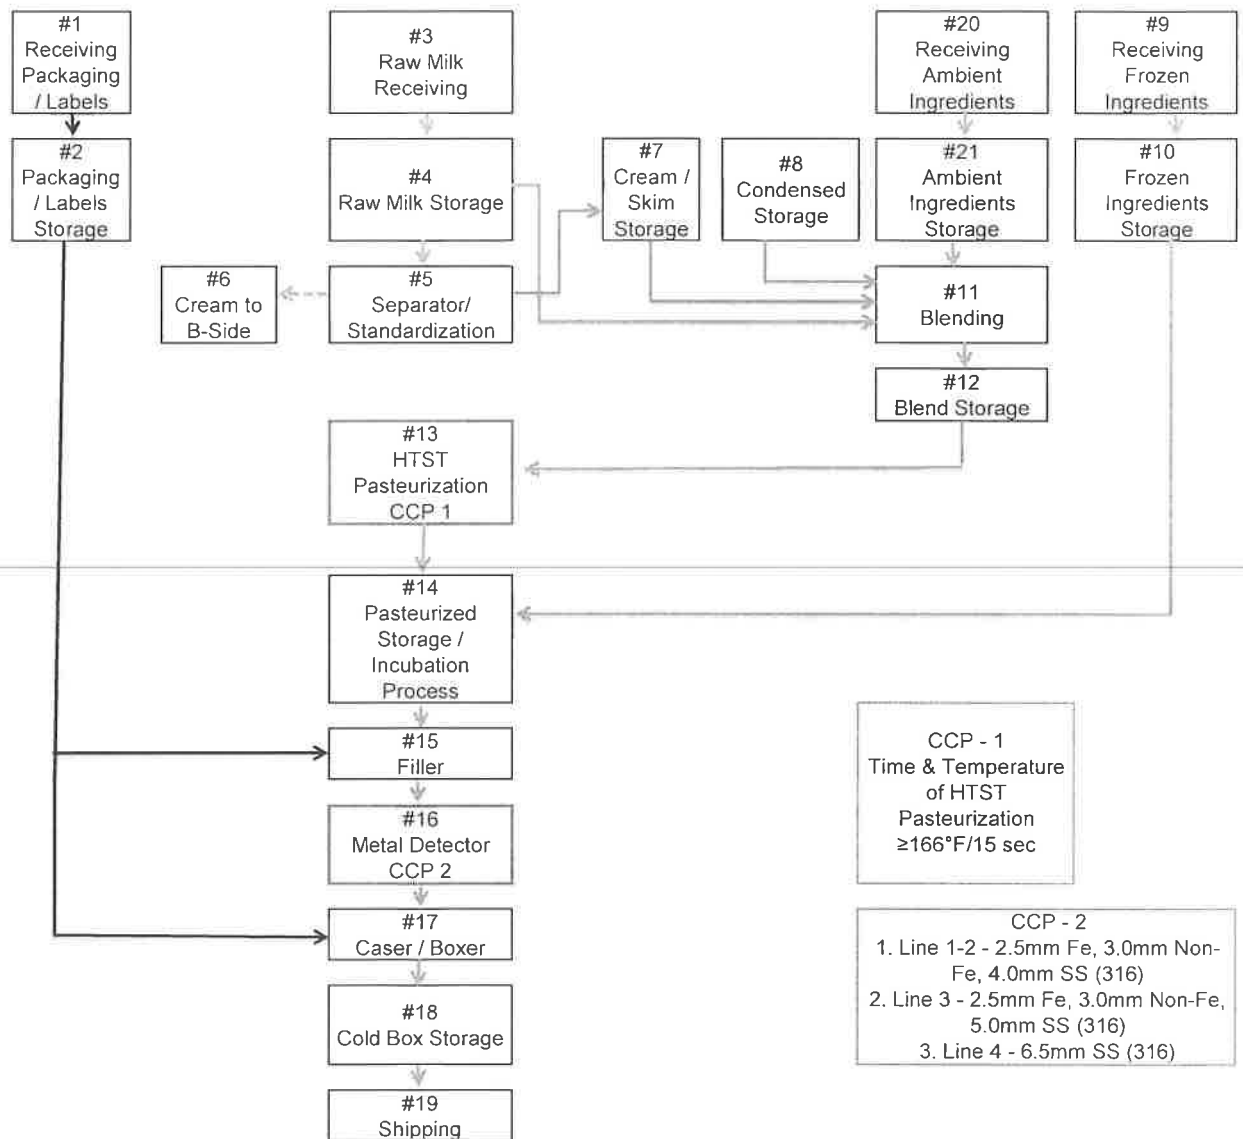 #1
Receiving
Packaging
/ Labels
#3
Raw Milk
Receiving
#20
Receiving
Ambient
Ingredients
#9
Receiving
Frozen
Ingredients
#2
Packaging
/ Labels
Storage
#4
Raw Milk Storage
#7
Cream /
Skim
Storage
#8
Condensed
Storage
#21
Ambient
Ingredients
Storage
#10
Frozen
Ingredients
Storage
#6
Cream to
B-Side
#5
Separator/
Standardization
#11
Blending
#12
Blend Storage
#13
HTST
Pasteurization
CCP 1
#14
Pasteurized
Storage /
Incubation
Process
#15
Filler
#16
Metal Detector
CCP 2
#17
Caser / Boxer
#18
Cold Box Storage
#19
Shipping
CCP - 1
Time & Temperature
of HTST
Pasteurization
≥166°F/15 sec
CCP - 2
1. Line 1-2 - 2.5mm Fe, 3.0mm Non-
Fe, 4.0mm SS (316)
2. Line 3 - 2.5mm Fe, 3.0mm Non-Fe,
5.0mm SS (316)
3. Line 4 - 6.5mm SS (316)